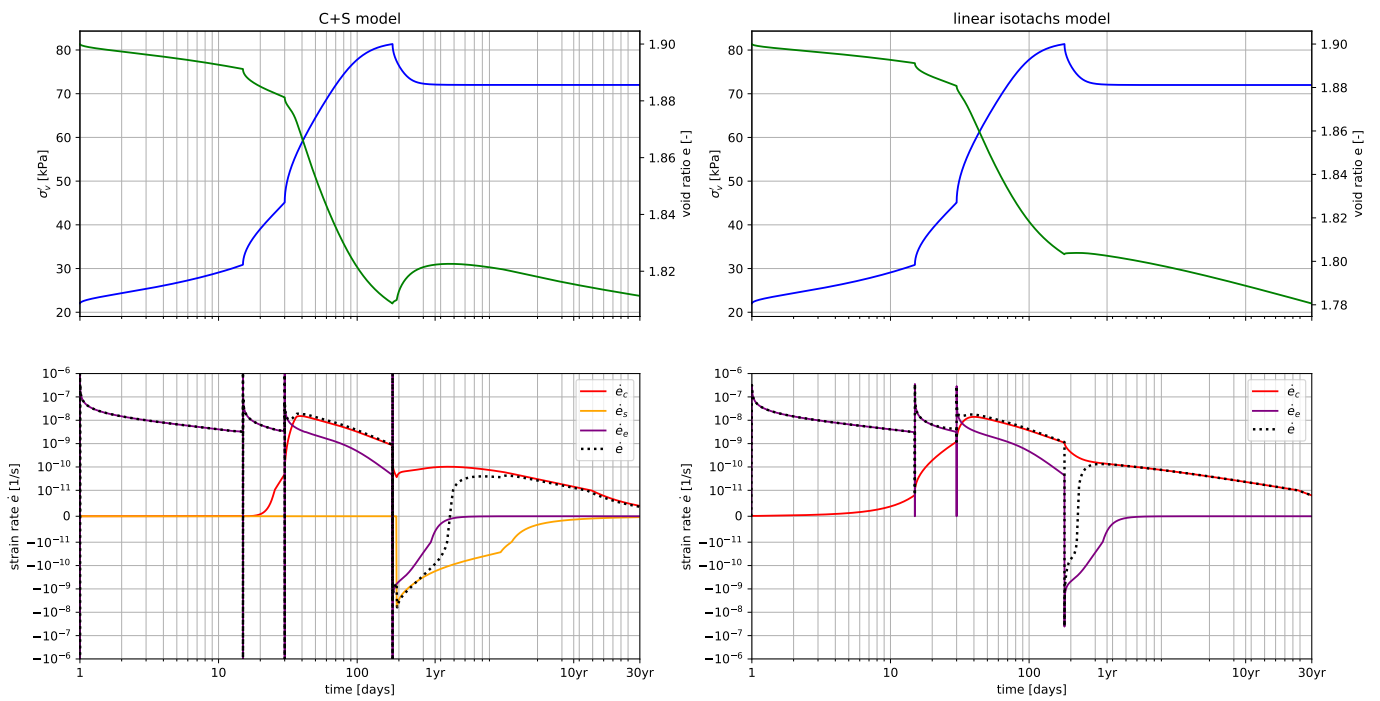 C+S model
linear isotachs model
80
70
60
50
40
30
20
σ′ᵥ [kPa]
1.90
1.88
1.86
1.84
1.82
void ratio e [-]
80
70
60
50
40
30
20
σ′ᵥ [kPa]
1.90
1.88
1.86
1.84
1.82
1.80
1.78
void ratio e [-]
10⁻⁶
10⁻⁷
10⁻⁸
10⁻⁹
10⁻¹⁰
10⁻¹¹
0
−10⁻¹¹
−10⁻¹⁰
−10⁻⁹
−10⁻⁸
−10⁻⁷
−10⁻⁶
strain rate ė [1/s]
ė_c
ė_s
ė_e
ė
1
10
100
1yr
10yr
30yr
time [days]
10⁻⁶
10⁻⁷
10⁻⁸
10⁻⁹
10⁻¹⁰
10⁻¹¹
0
−10⁻¹¹
−10⁻¹⁰
−10⁻⁹
−10⁻⁸
−10⁻⁷
−10⁻⁶
strain rate ė [1/s]
ė_c
ė_e
ė
1
10
100
1yr
10yr
30yr
time [days]